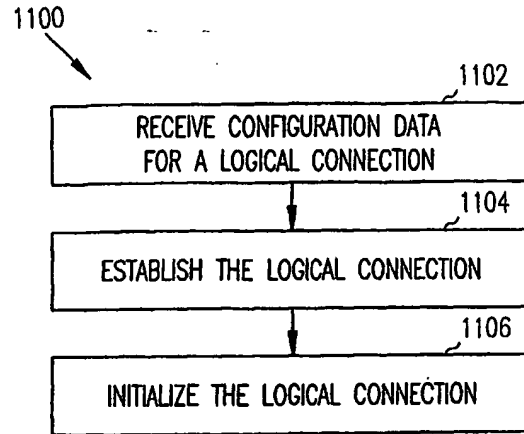 1100
1102
RECEIVE CONFIGURATION DATA
FOR A LOGICAL CONNECTION
1104
ESTABLISH THE LOGICAL CONNECTION
1106
INITIALIZE THE LOGICAL CONNECTION